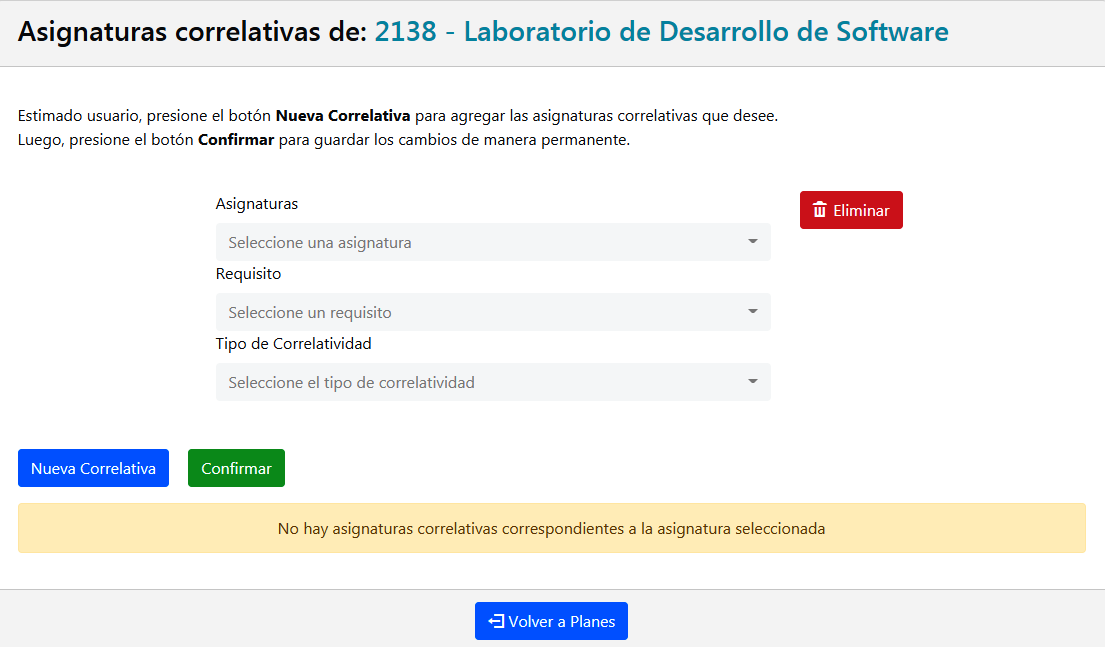 Asignaturas correlativas de: 2138 - Laboratorio de Desarrollo de Software
Estimado usuario, presione el botón Nueva Correlativa para agregar las asignaturas correlativas que desee.
Luego, presione el botón Confirmar para guardar los cambios de manera permanente.
Asignaturas
Eliminar
Seleccione una asignatura
Requisito
Seleccione un requisito
Tipo de Correlatividad
Seleccione el tipo de correlatividad
Nueva Correlativa
Confirmar
No hay asignaturas correlativas correspondientes a la asignatura seleccionada
Volver a Planes